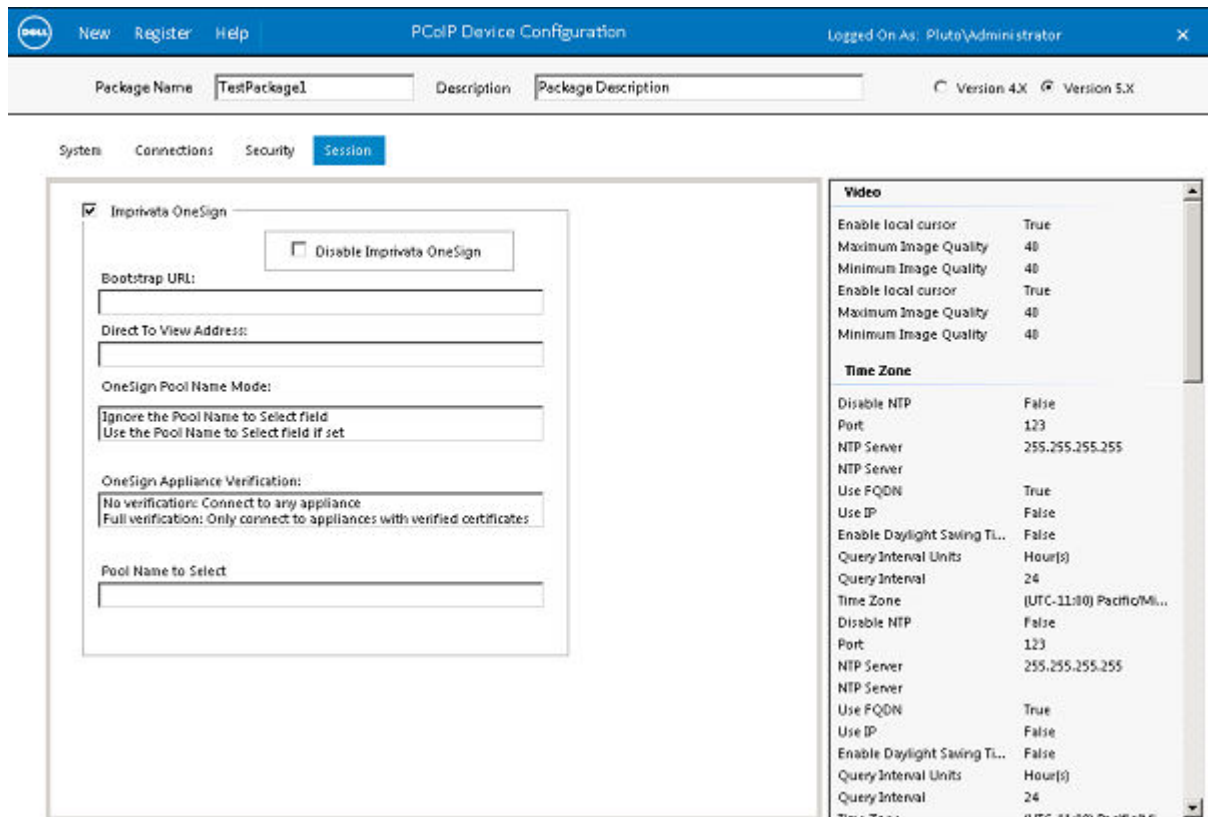 DELL New Register Help PCoIP Device Configuration Logged On As: Pluto\Administrator
Package Name TestPackage1 Description Package Description Version 4.X Version 5.X
System Connections Security Session
Imprivata OneSign
Disable Imprivata OneSign
Bootstrap URL:
Direct To View Address:
OneSign Pool Name Mode:
Ignore the Pool Name to Select field
Use the Pool Name to Select field if set
OneSign Appliance Verification:
No verification: Connect to any appliance
Full verification: Only connect to appliances with verified certificates
Pool Name to Select
Video
Enable local cursor True
Maximum Image Quality 40
Minimum Image Quality 40
Enable local cursor True
Maximum Image Quality 40
Minimum Image Quality 40
Time Zone
Disable NTP False
Port 123
NTP Server 255.255.255.255
NTP Server
Use FQDN True
Use IP False
Enable Daylight Saving Ti... False
Query Interval Units Hour(s)
Query Interval 24
Time Zone (UTC-11:00) Pacific/Mi...
Disable NTP False
Port 123
NTP Server 255.255.255.255
NTP Server
Use FQDN True
Use IP False
Enable Daylight Saving Ti... False
Query Interval Units Hour(s)
Query Interval 24